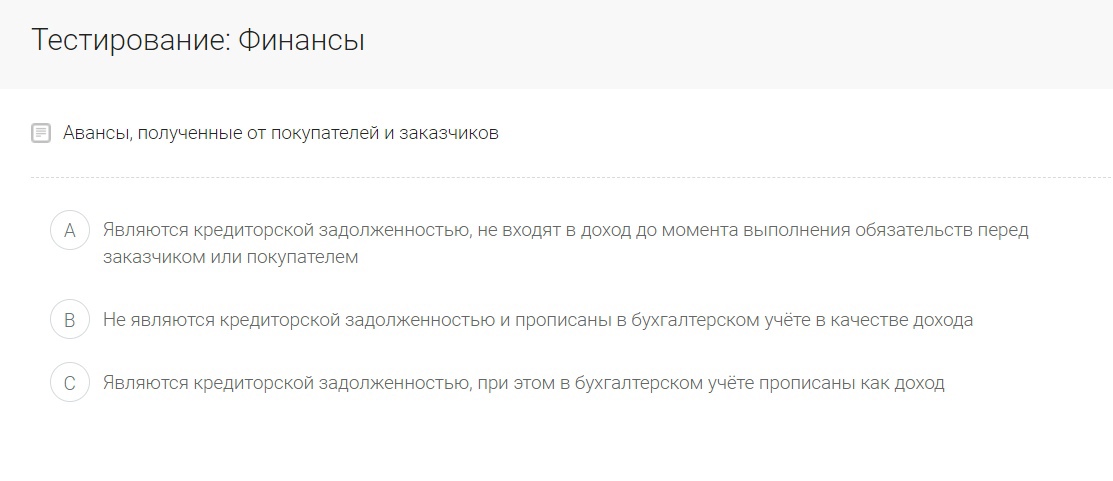 Тестирование: Финансы
Авансы, полученные от покупателей и заказчиков
A Являются кредиторской задолженностью, не входят в доход до момента выполнения обязательств перед
заказчиком или покупателем
B Не являются кредиторской задолженностью и прописаны в бухгалтерском учёте в качестве дохода
C Являются кредиторской задолженностью, при этом в бухгалтерском учёте прописаны как доход